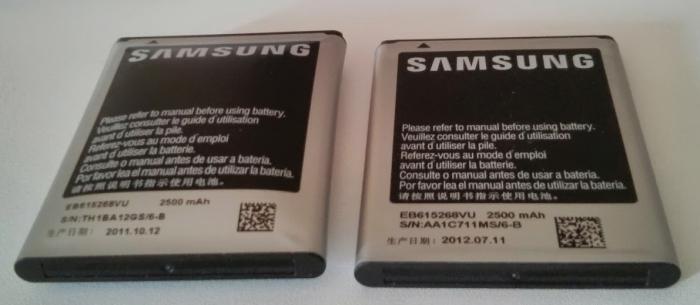 SAMSUNG
Please refer to manual before using battery.
Veuillez consulter le guide d'utilisation
avant d'utiliser la pile.
Referez-vous au mode d'emploi
avant d'utiliser la batterie.
Consulte o manual antes de usar a bateria.
Por favor lea el manual antes de utilizar la bateria.
请按照说明书指示使用电池。
EB615268VU 2500 mAh
S/N:TH1BA12GS/6-B
生产日期: 2011.10.12
SAMSUNG
Please refer to manual before using battery.
Veuillez consulter le guide d'utilisation
avant d'utiliser la pile.
Referez-vous au mode d'emploi
avant d'utiliser la batterie.
Consulte o manual antes de usar a bateria.
Por favor lea el manual antes de utilizar la bateria.
请按照说明书指示使用电池。
EB615268VU 2500 mAh
S/N:AA1C711MS/6-B
生产日期: 2012.07.11